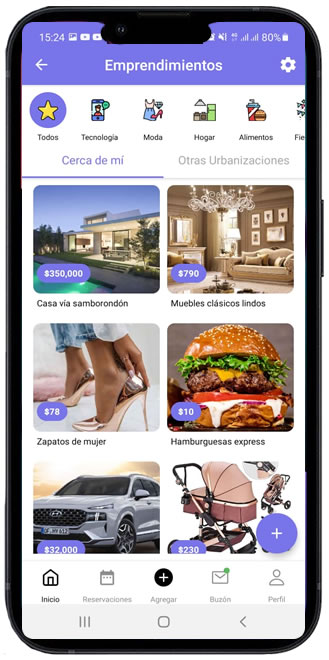 15:24 80%
Emprendimientos
Todos Tecnología Moda Hogar Alimentos Fie
Cerca de mí Otras Urbanizaciones
$350,000 $790
Casa vía samborondón Muebles clásicos lindos
$78 $10
Zapatos de mujer Hamburguesas express
$32,000 $230
Inicio Reservaciones Agregar Buzón Perfil